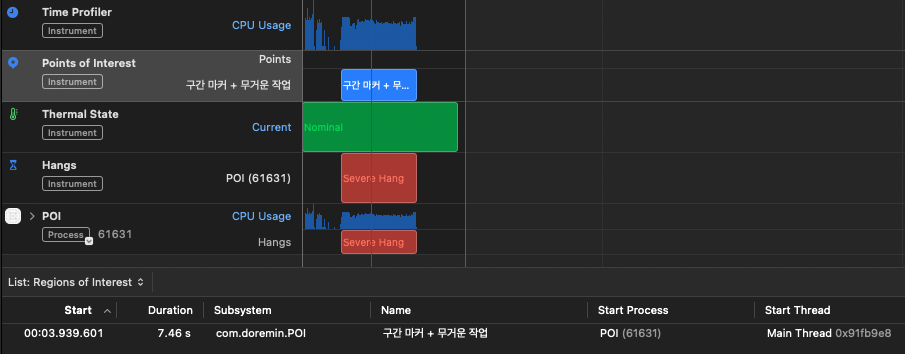 Time Profiler
Instrument
CPU Usage
Points of Interest
Instrument
Points
구간 마커 + 무거운 작업
구간 마커 + 무...
Thermal State
Instrument
Current
Nominal
Hangs
Instrument
POI (61631)
Severe Hang
POI
Process 61631
CPU Usage
Hangs
Severe Hang
List: Regions of Interest
Start Duration Subsystem Name Start Process Start Thread
00:03.939.601 7.46 s com.doremin.POI 구간 마커 + 무거운 작업 POI (61631) Main Thread 0x91fb9e8